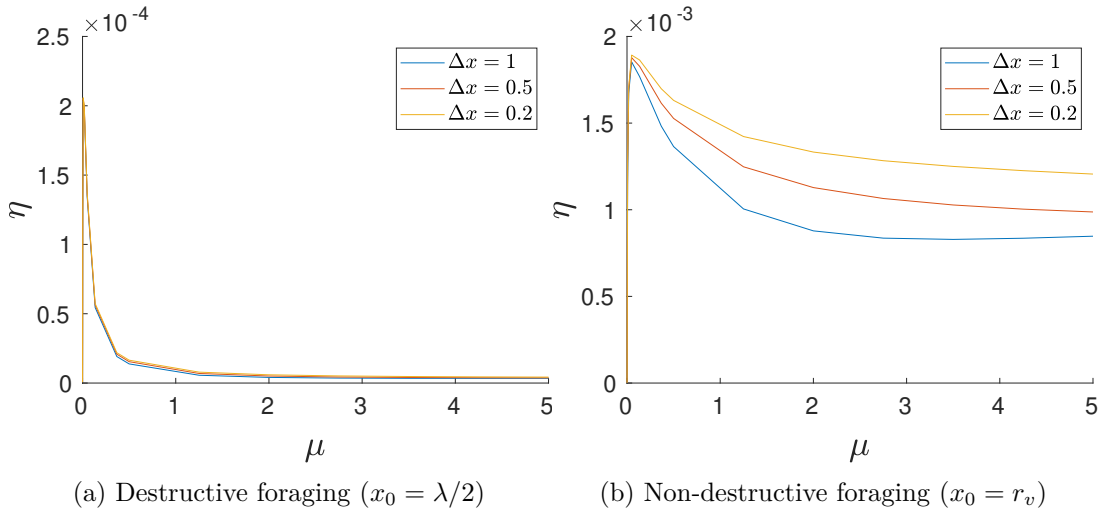 ×10⁻⁴
2.5
2
1.5
1
0.5
0
η
0 1 2 3 4 5
μ
Δx = 1
Δx = 0.5
Δx = 0.2
(a) Destructive foraging (x₀ = λ/2)
×10⁻³
2
1.5
1
0.5
0
η
0 1 2 3 4 5
μ
Δx = 1
Δx = 0.5
Δx = 0.2
(b) Non-destructive foraging (x₀ = rᵥ)